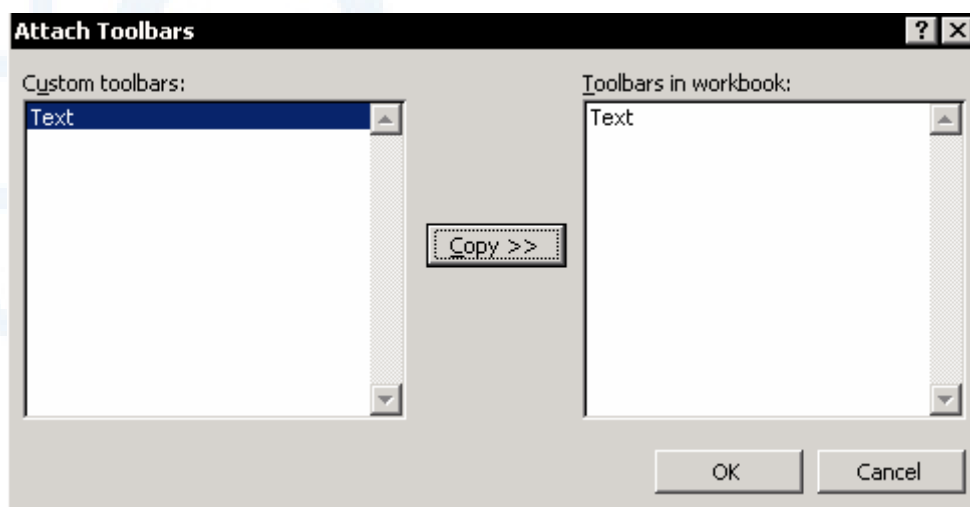 Attach Toolbars
Custom toolbars:
Toolbars in workbook:
Text
Text
Copy >>
OK
Cancel